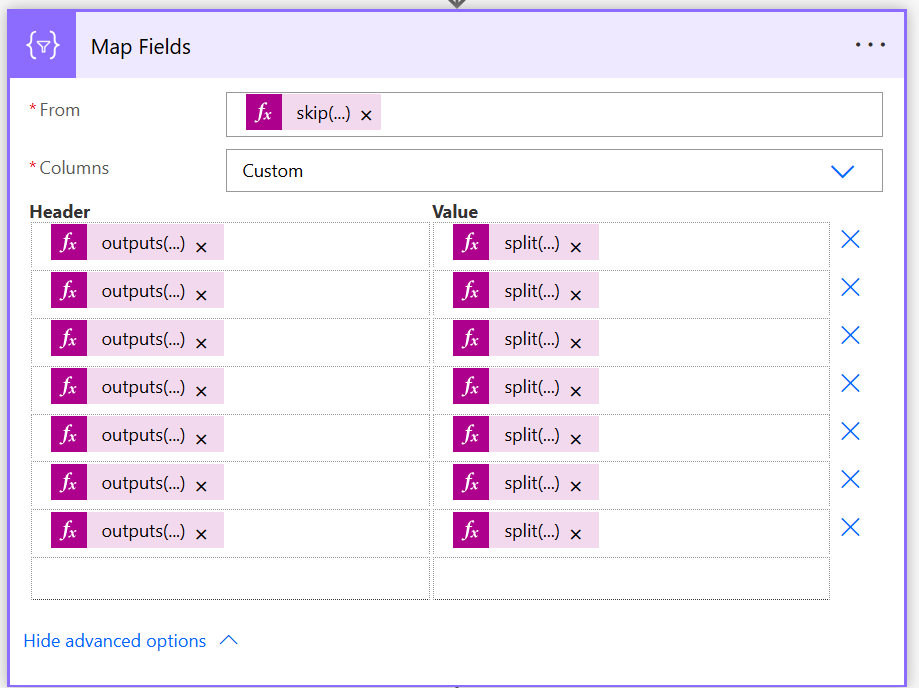 Map Fields
* From fx skip(...) ×
* Columns Custom
Header Value
fx outputs(...) × fx split(...) ×
fx outputs(...) × fx split(...) ×
fx outputs(...) × fx split(...) ×
fx outputs(...) × fx split(...) ×
fx outputs(...) × fx split(...) ×
fx outputs(...) × fx split(...) ×
fx outputs(...) × fx split(...) ×
Hide advanced options